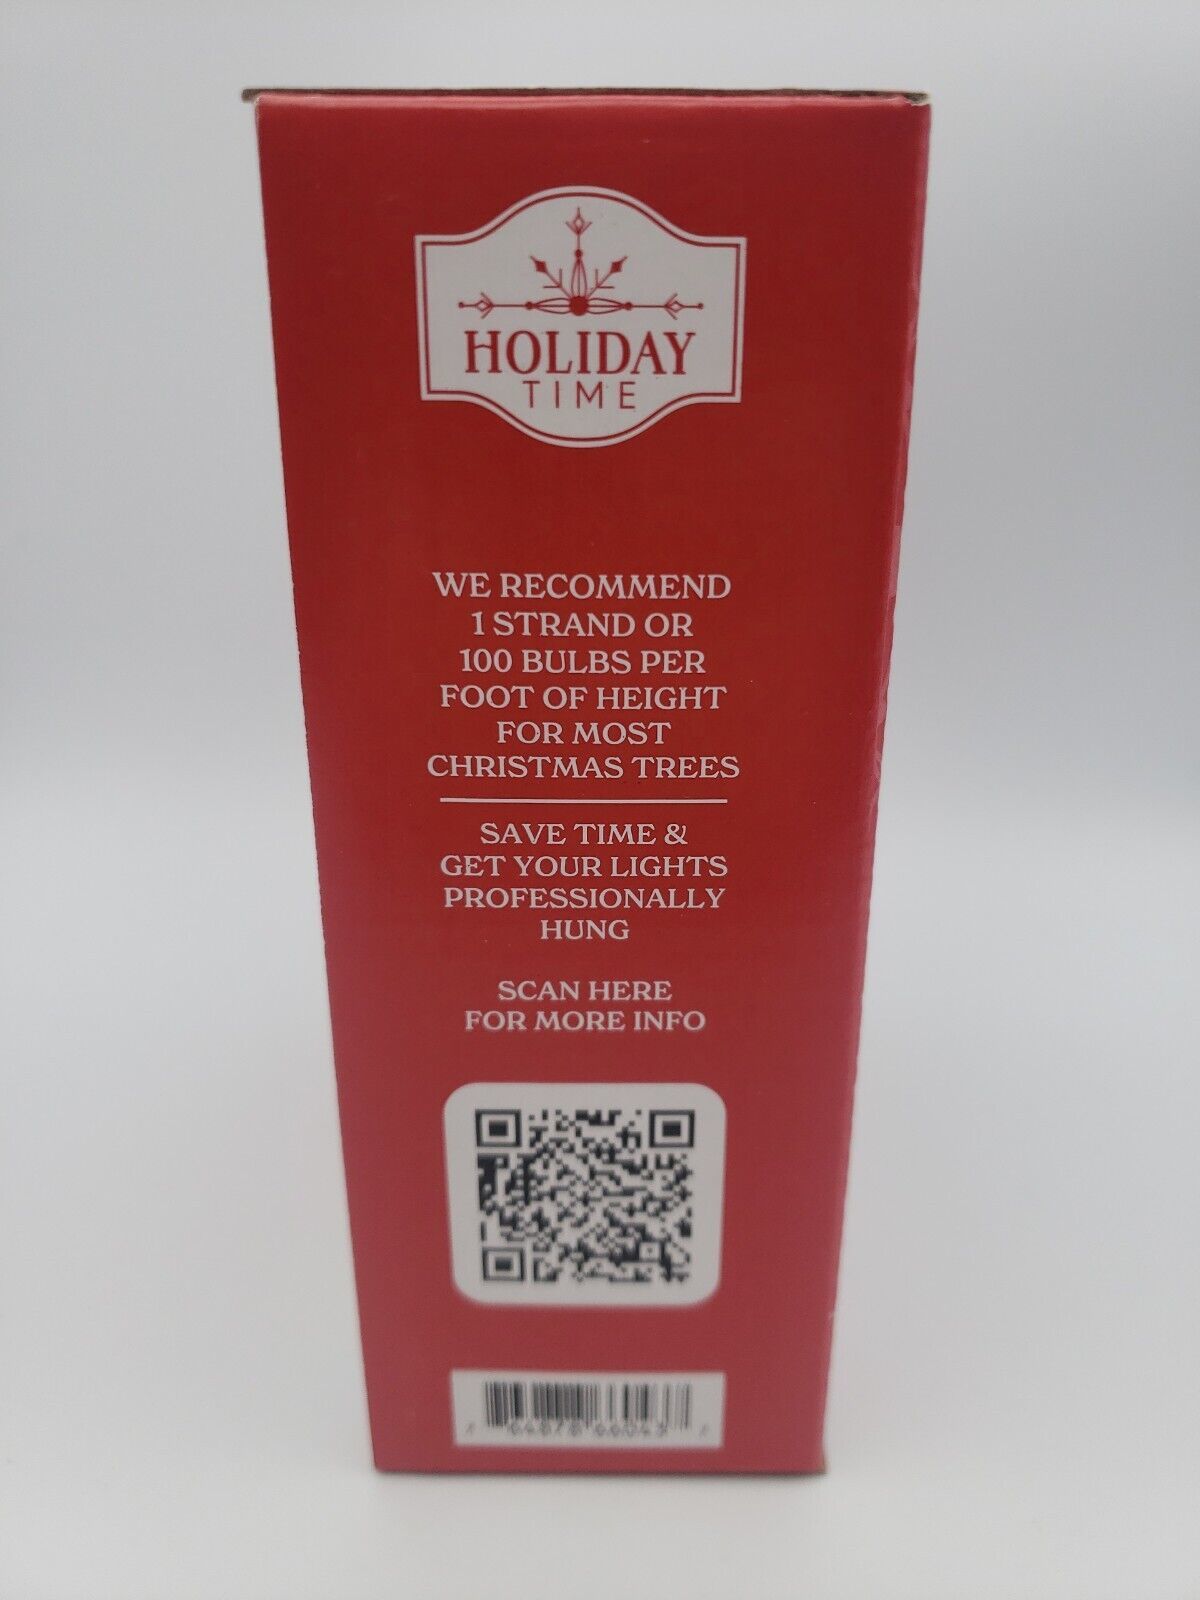 HOLIDAY
TIME
WE RECOMMEND
1 STRAND OR
100 BULBS PER
FOOT OF HEIGHT
FOR MOST
CHRISTMAS TREES
SAVE TIME &
GET YOUR LIGHTS
PROFESSIONALLY
HUNG
SCAN HERE
FOR MORE INFO